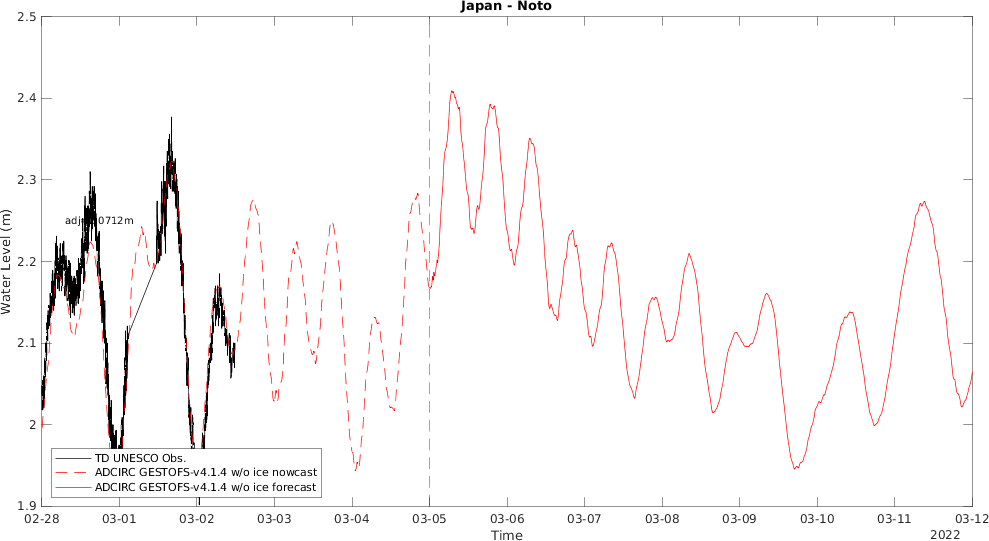 Japan - Noto
2.5
2.4
2.3
2.2
2.1
2
1.9
Water Level (m)
TD UNESCO Obs.
ADCIRC GESTOFS-v4.1.4 w/o ice nowcast
ADCIRC GESTOFS-v4.1.4 w/o ice forecast
02-28 03-01 03-02 03-03 03-04 03-05 03-06 03-07 03-08 03-09 03-10 03-11 03-12
Time
2022